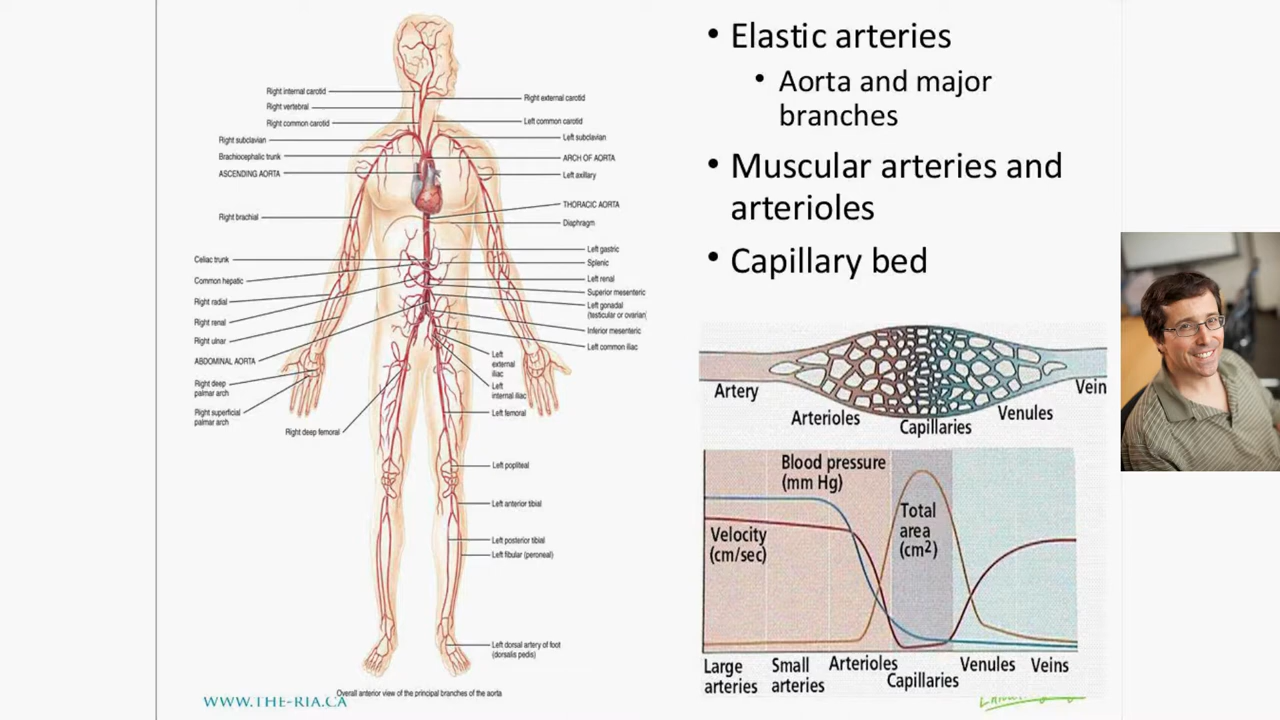 Right internal carotid
Right vertebral
Right common carotid
Right subclavian
Brachiocephalic trunk
ASCENDING AORTA
Right brachial
Celiac trunk
Common hepatic
Right radial
Right renal
Right ulnar
ABDOMINAL AORTA
Right deep
palmar arch
Right superficial
palmar arch
Right deep femoral
Right external carotid
Left common carotid
Left subclavian
ARCH OF AORTA
Left axillary
THORACIC AORTA
Diaphragm
Left gastric
Splenic
Left renal
Superior mesenteric
Left gonadal
(testicular or ovarian)
Inferior mesenteric
Left common iliac
Left
external
iliac
Left
internal iliac
Left femoral
Left popliteal
Left anterior tibial
Left posterior tibial
Left fibular (peroneal)
Left dorsal artery of foot
(dorsalis pedis)
Overall anterior view of the principal branches of the aorta
WWW.THE-RIA.CA
• Elastic arteries
• Aorta and major
branches
• Muscular arteries and
arterioles
• Capillary bed
Artery
Arterioles
Capillaries
Venules
Vein
Blood pressure
(mm Hg)
Velocity
(cm/sec)
Total
area
(cm2)
Large
arteries
Small
arteries
Arterioles
Capillaries
Venules
Veins